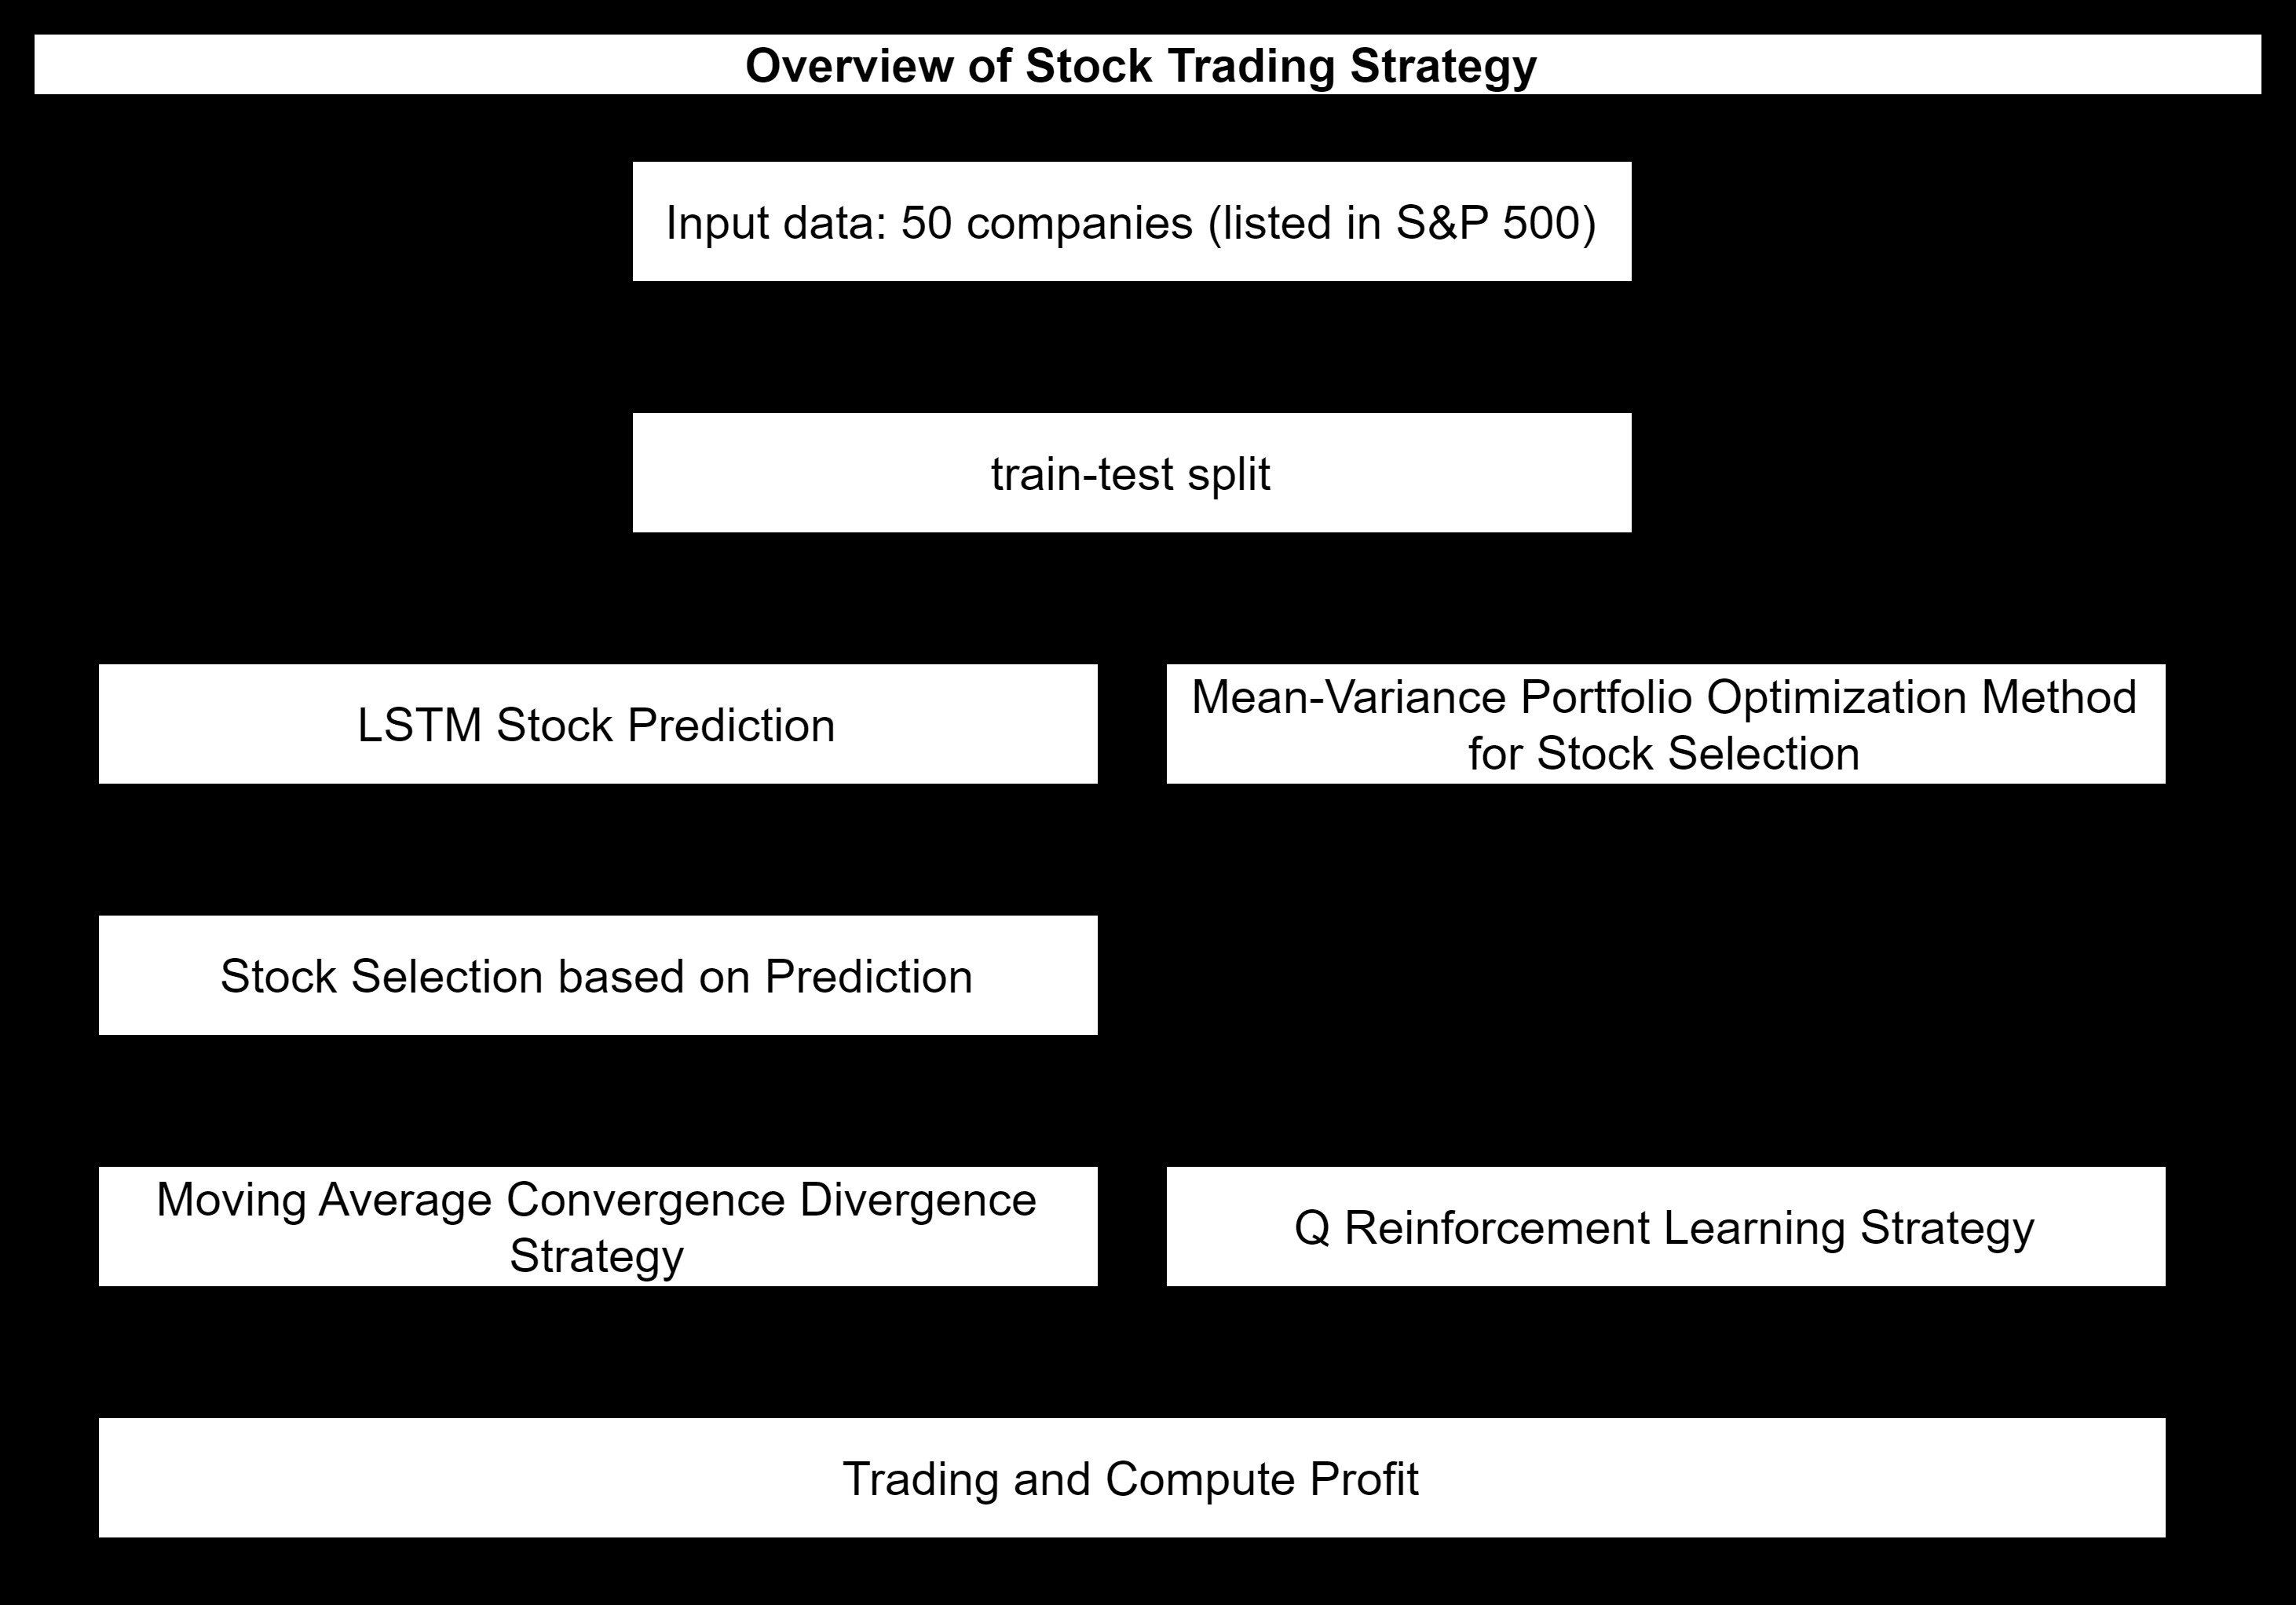 Overview of Stock Trading Strategy
Input data: 50 companies (listed in S&P 500)
train-test split
LSTM Stock Prediction
Mean-Variance Portfolio Optimization Method
for Stock Selection
Stock Selection based on Prediction
Moving Average Convergence Divergence
Strategy
Q Reinforcement Learning Strategy
Trading and Compute Profit